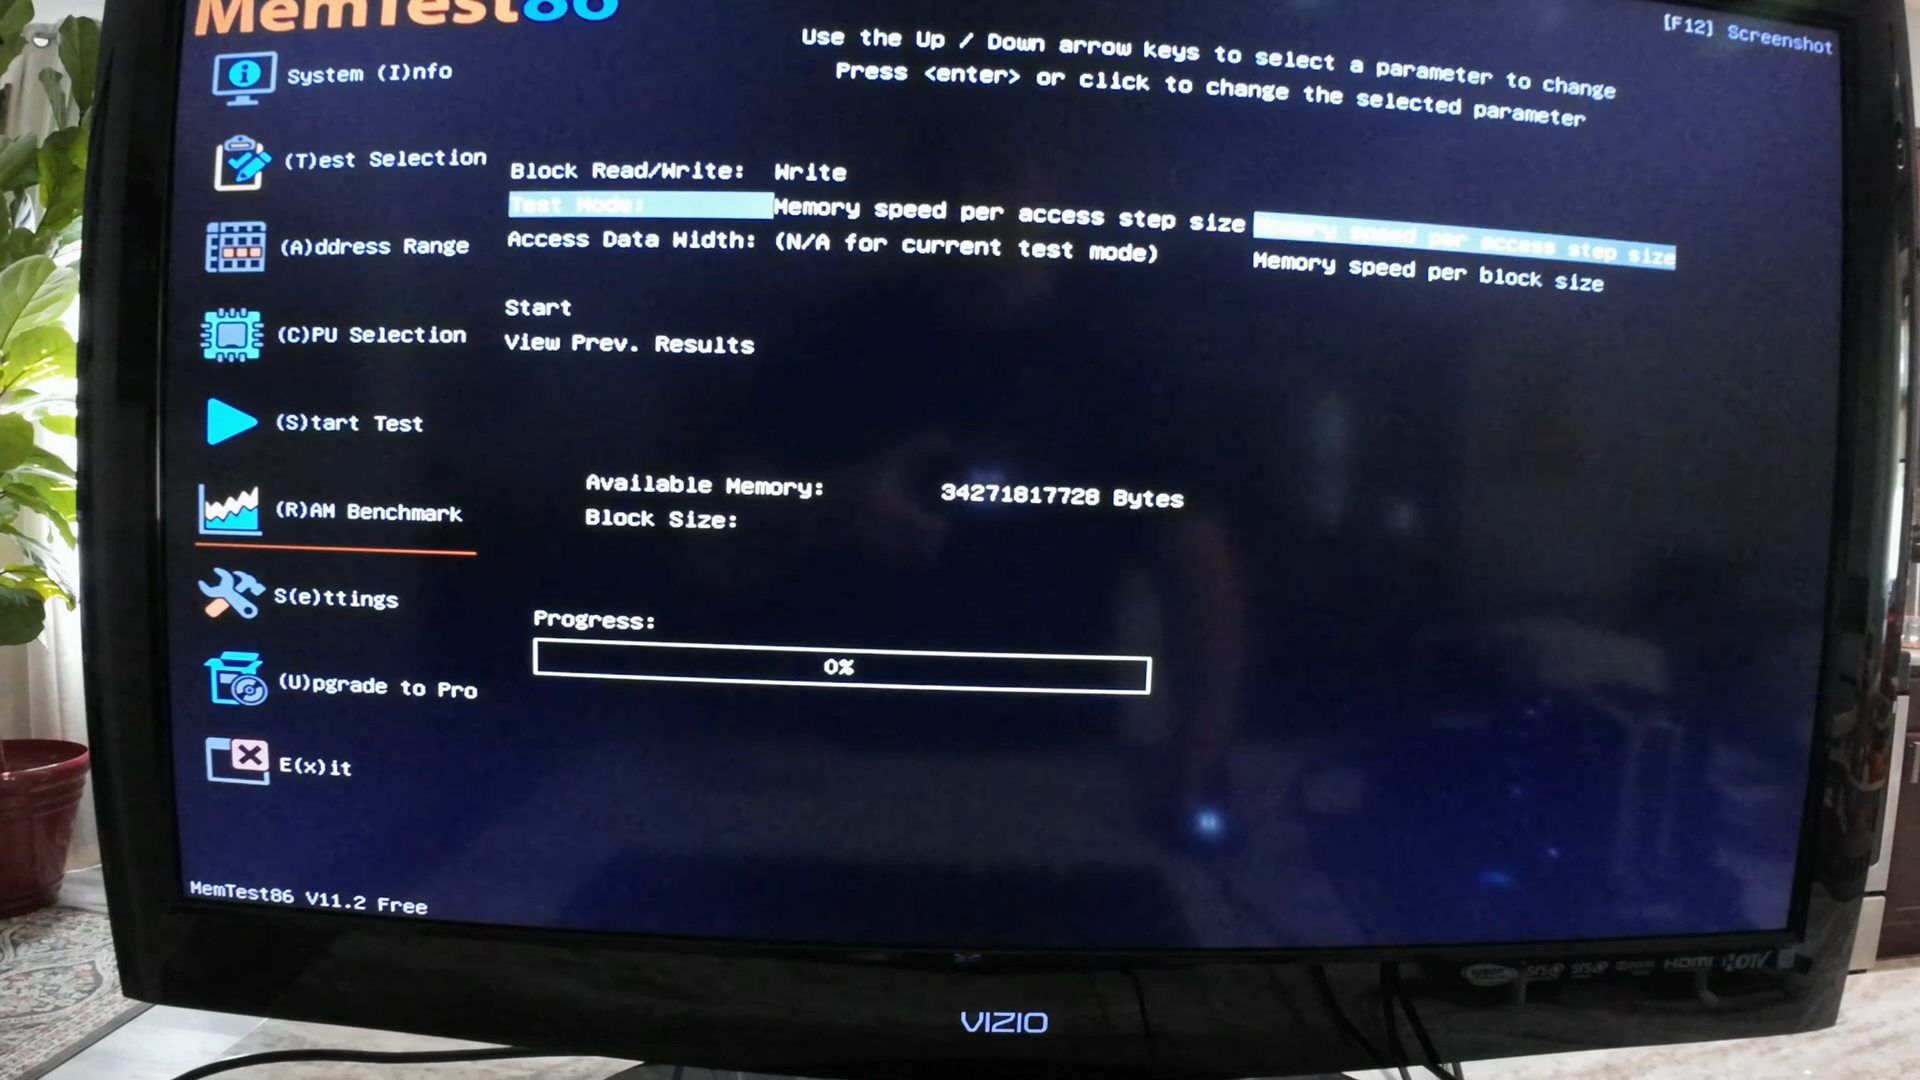 MemTest86
[F12] Screenshot
Use the Up / Down arrow keys to select a parameter to change
Press <enter> or click to change the selected parameter
System (I)nfo
(T)est Selection
(A)ddress Range
(C)PU Selection
(S)tart Test
(R)AM Benchmark
S(e)ttings
(U)pgrade to Pro
E(x)it
Block Read/Write: Write
Test Mode: Memory speed per access step size
Access Data Width: (N/A for current test mode)
Memory speed per access step size
Memory speed per block size
Start
View Prev. Results
Available Memory: 34271817728 Bytes
Block Size:
Progress:
0%
MemTest86 V11.2 Free
VIZIO
HDMI HDTV